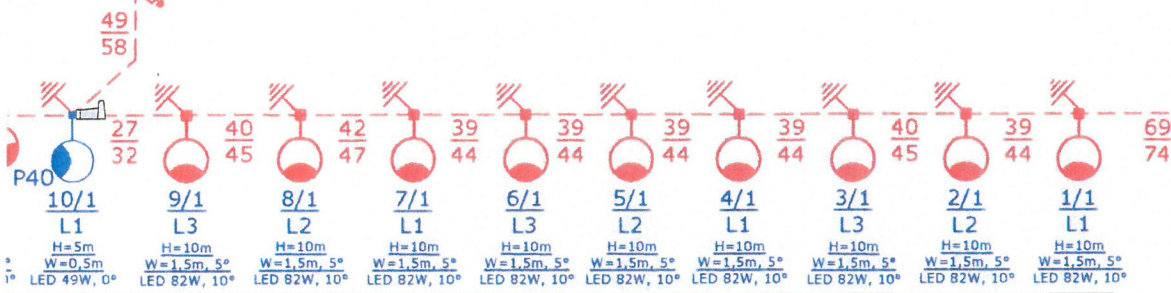 49
58
27 40 42 39 39 39 39 40 39 69
32 45 47 44 44 44 44 45 44 74
P40
10/1 9/1 8/1 7/1 6/1 5/1 4/1 3/1 2/1 1/1
L1 L3 L2 L1 L3 L2 L1 L3 L2 L1
H=5m H=10m H=10m H=10m H=10m H=10m H=10m H=10m H=10m H=10m
W=0,5m W=1,5m, 5° W=1,5m, 5° W=1,5m, 5° W=1,5m, 5° W=1,5m, 5° W=1,5m, 5° W=1,5m, 5° W=1,5m, 5° W=1,5m, 5°
LED 49W, 0° LED 82W, 10° LED 82W, 10° LED 82W, 10° LED 82W, 10° LED 82W, 10° LED 82W, 10° LED 82W, 10° LED 82W, 10° LED 82W, 10°